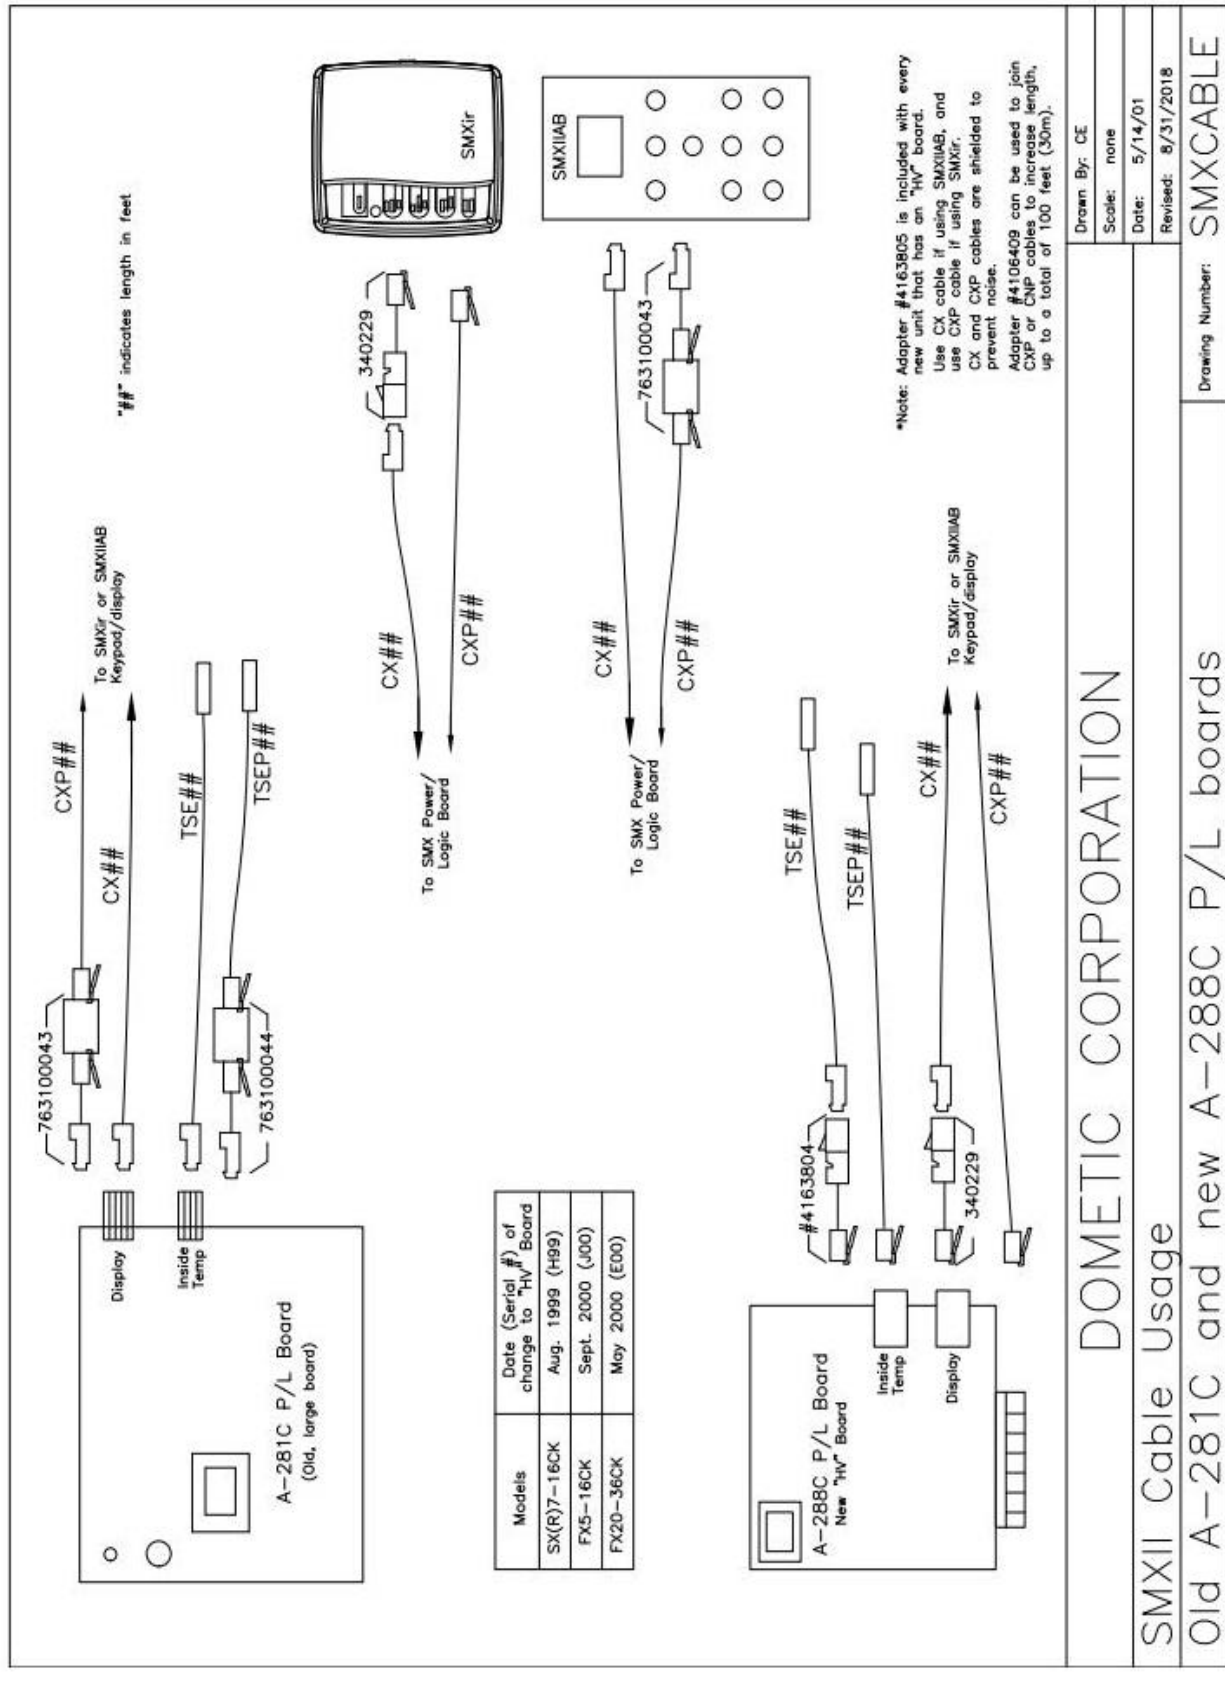 "##" indicates length in feet
763100043
CXP##
To SMXir or SMXIIAB
Keypad/display
CX##
Display
TSE##
Inside
Temp
TSEP##
763100044
A-281C P/L Board
(Old, large board)
340229
SMXir
CX##
CXP##
To SMX Power/
Logic Board
SMXIIAB
CX##
To SMX Power/
Logic Board
763100043
CXP##
Models
Date (Serial #) of
change to "HV" Board
SX(R)7-16CK
Aug. 1999 (H99)
FX5-16CK
Sept. 2000 (J00)
FX20-36CK
May 2000 (E00)
A-288C P/L Board
New "HV" Board
Inside
Temp
Display
#4163804
TSE##
TSEP##
CX##
340229
CXP##
To SMXir or SMXIIAB
Keypad/display
*Note: Adapter #4163805 is included with every
new unit that has an "HV" board.
Use CX cable if using SMXIIAB, and
use CXP cable if using SMXir.
CX and CXP cables are shielded to
prevent noise.
Adapter #4106409 can be used to join
CXP or CNP cables to increase length,
up to a total of 100 feet (30m).
DOMETIC CORPORATION
Drawn By: CE
Scale: none
SMXII Cable Usage
Date: 5/14/01
Revised: 8/31/2018
Old A-281C and new A-288C P/L boards
Drawing Number: SMXCABLE